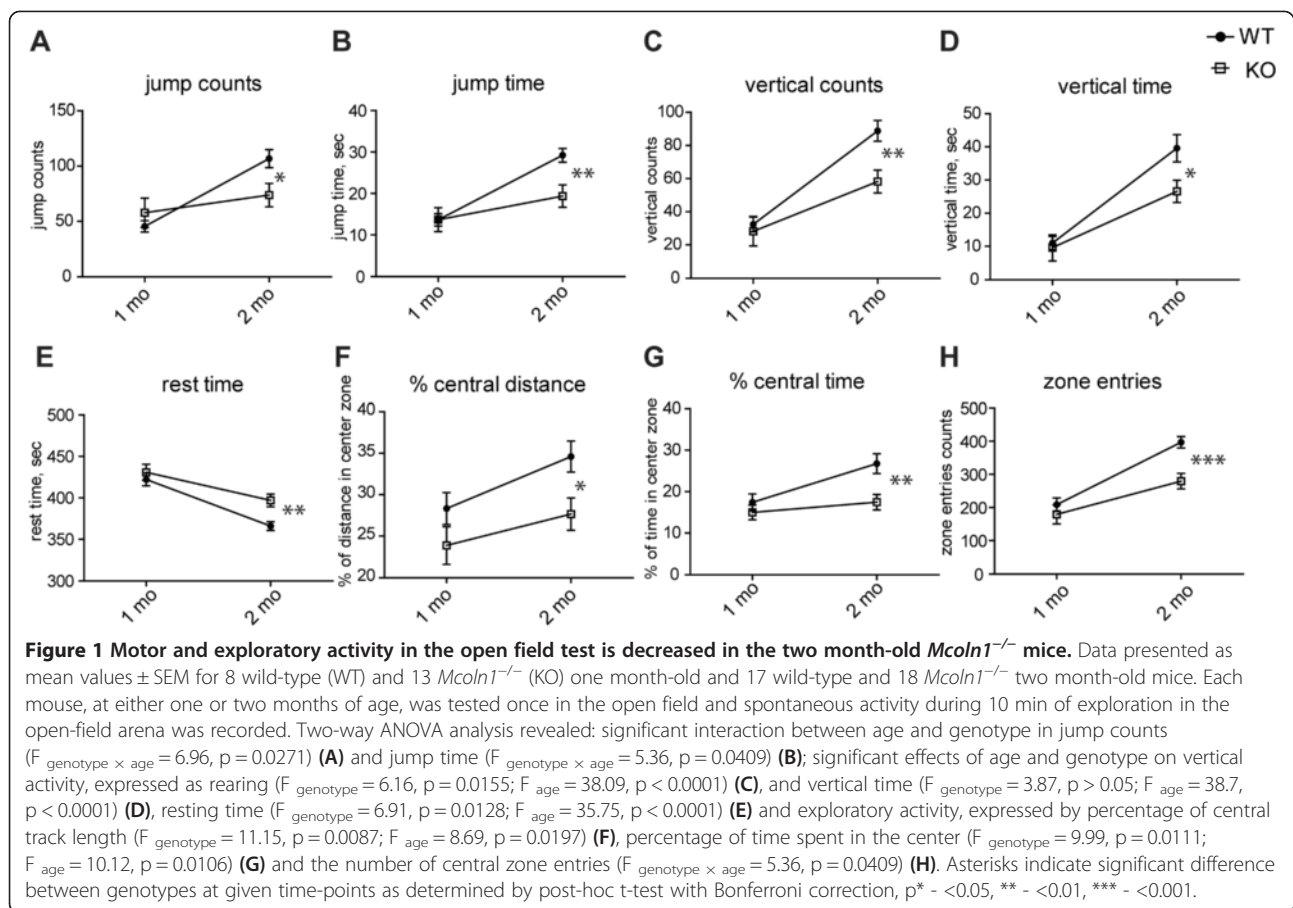 A
B
C
D
WT
KO
jump counts
jump time
vertical counts
vertical time
jump counts
150
100
50
0
1 mo
2 mo
*
jump time, sec
40
30
20
10
0
1 mo
2 mo
**
vertical counts
100
80
60
40
20
0
1 mo
2 mo
**
vertical time, sec
50
40
30
20
10
0
1 mo
2 mo
*
E
F
G
H
rest time
% central distance
% central time
zone entries
rest time, sec
500
450
400
350
300
1 mo
2 mo
**
% of distance in center zone
40
35
30
25
20
1 mo
2 mo
*
% of time in center zone
40
30
20
10
0
1 mo
2 mo
**
zone entries counts
500
400
300
200
100
0
1 mo
2 mo
***
Figure 1 Motor and exploratory activity in the open field test is decreased in the two month-old Mcoln1−/− mice. Data presented as
mean values ± SEM for 8 wild-type (WT) and 13 Mcoln1−/− (KO) one month-old and 17 wild-type and 18 Mcoln1−/− two month-old mice. Each
mouse, at either one or two months of age, was tested once in the open field and spontaneous activity during 10 min of exploration in the
open-field arena was recorded. Two-way ANOVA analysis revealed: significant interaction between age and genotype in jump counts
(F genotype × age = 6.96, p = 0.0271) (A) and jump time (F genotype × age = 5.36, p = 0.0409) (B); significant effects of age and genotype on vertical
activity, expressed as rearing (F genotype = 6.16, p = 0.0155; F age = 38.09, p < 0.0001) (C), and vertical time (F genotype = 3.87, p > 0.05; F age = 38.7,
p < 0.0001) (D), resting time (F genotype = 6.91, p = 0.0128; F age = 35.75, p < 0.0001) (E) and exploratory activity, expressed by percentage of central
track length (F genotype = 11.15, p = 0.0087; F age = 8.69, p = 0.0197) (F), percentage of time spent in the center (F genotype = 9.99, p = 0.0111;
F age = 10.12, p = 0.0106) (G) and the number of central zone entries (F genotype × age = 5.36, p = 0.0409) (H). Asterisks indicate significant difference
between genotypes at given time-points as determined by post-hoc t-test with Bonferroni correction, p* - <0.05, ** - <0.01, *** - <0.001.